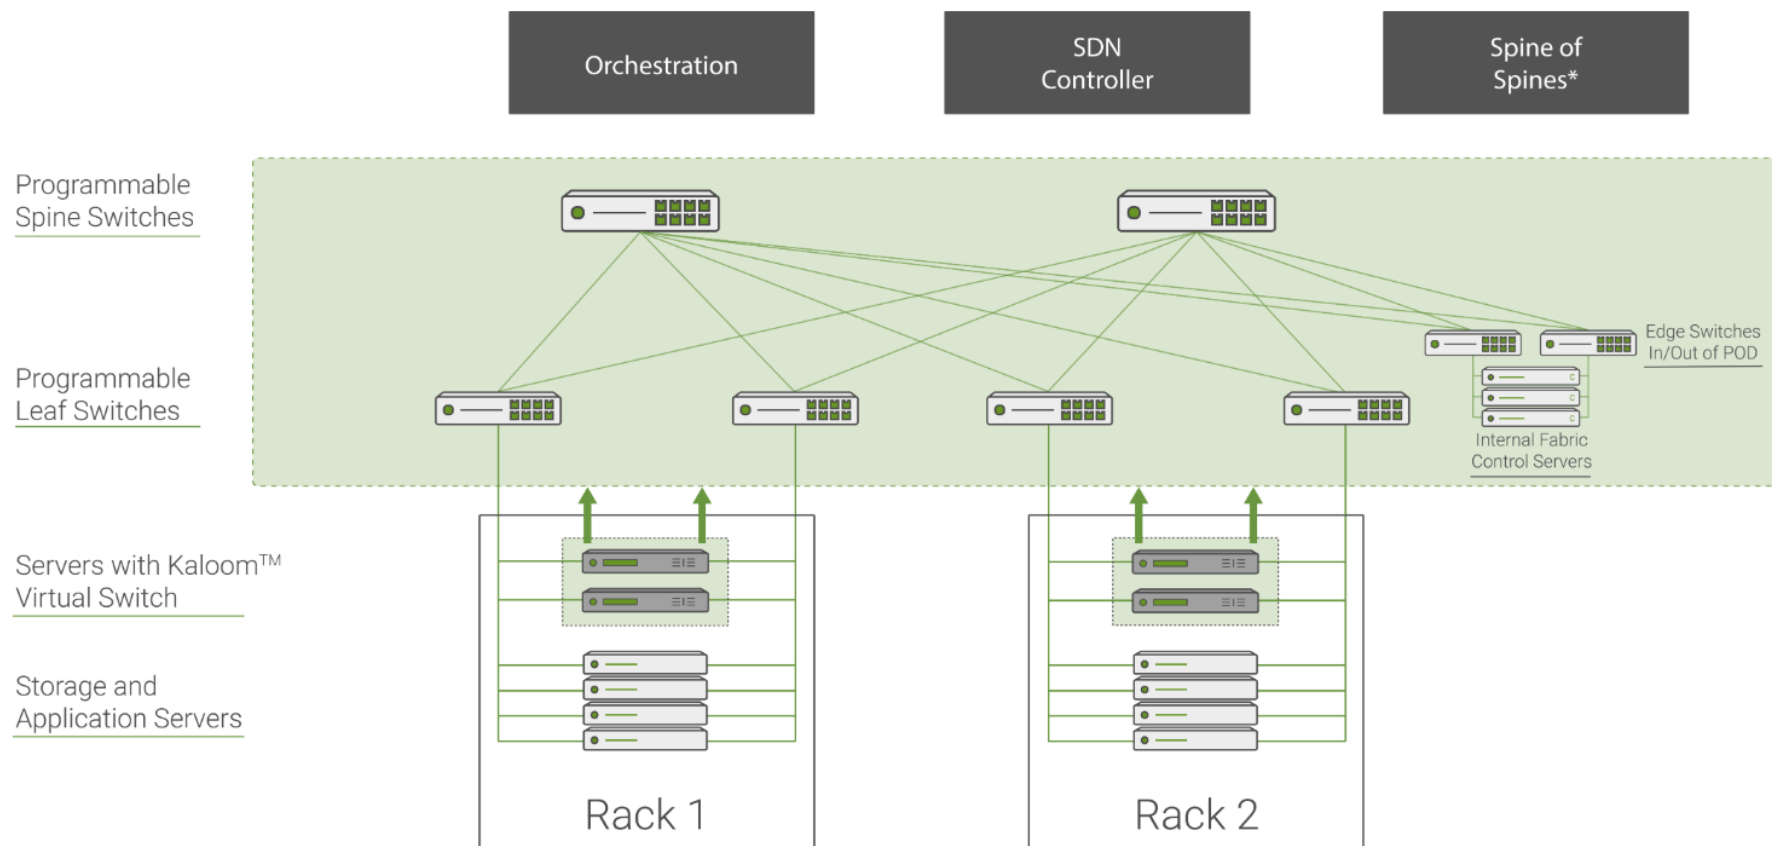 Orchestration
SDN
Controller
Spine of
Spines*
Programmable
Spine Switches
Edge Switches
In/Out of POD
Programmable
Leaf Switches
Internal Fabric
Control Servers
Servers with Kaloom™
Virtual Switch
Storage and
Application Servers
Rack 1
Rack 2